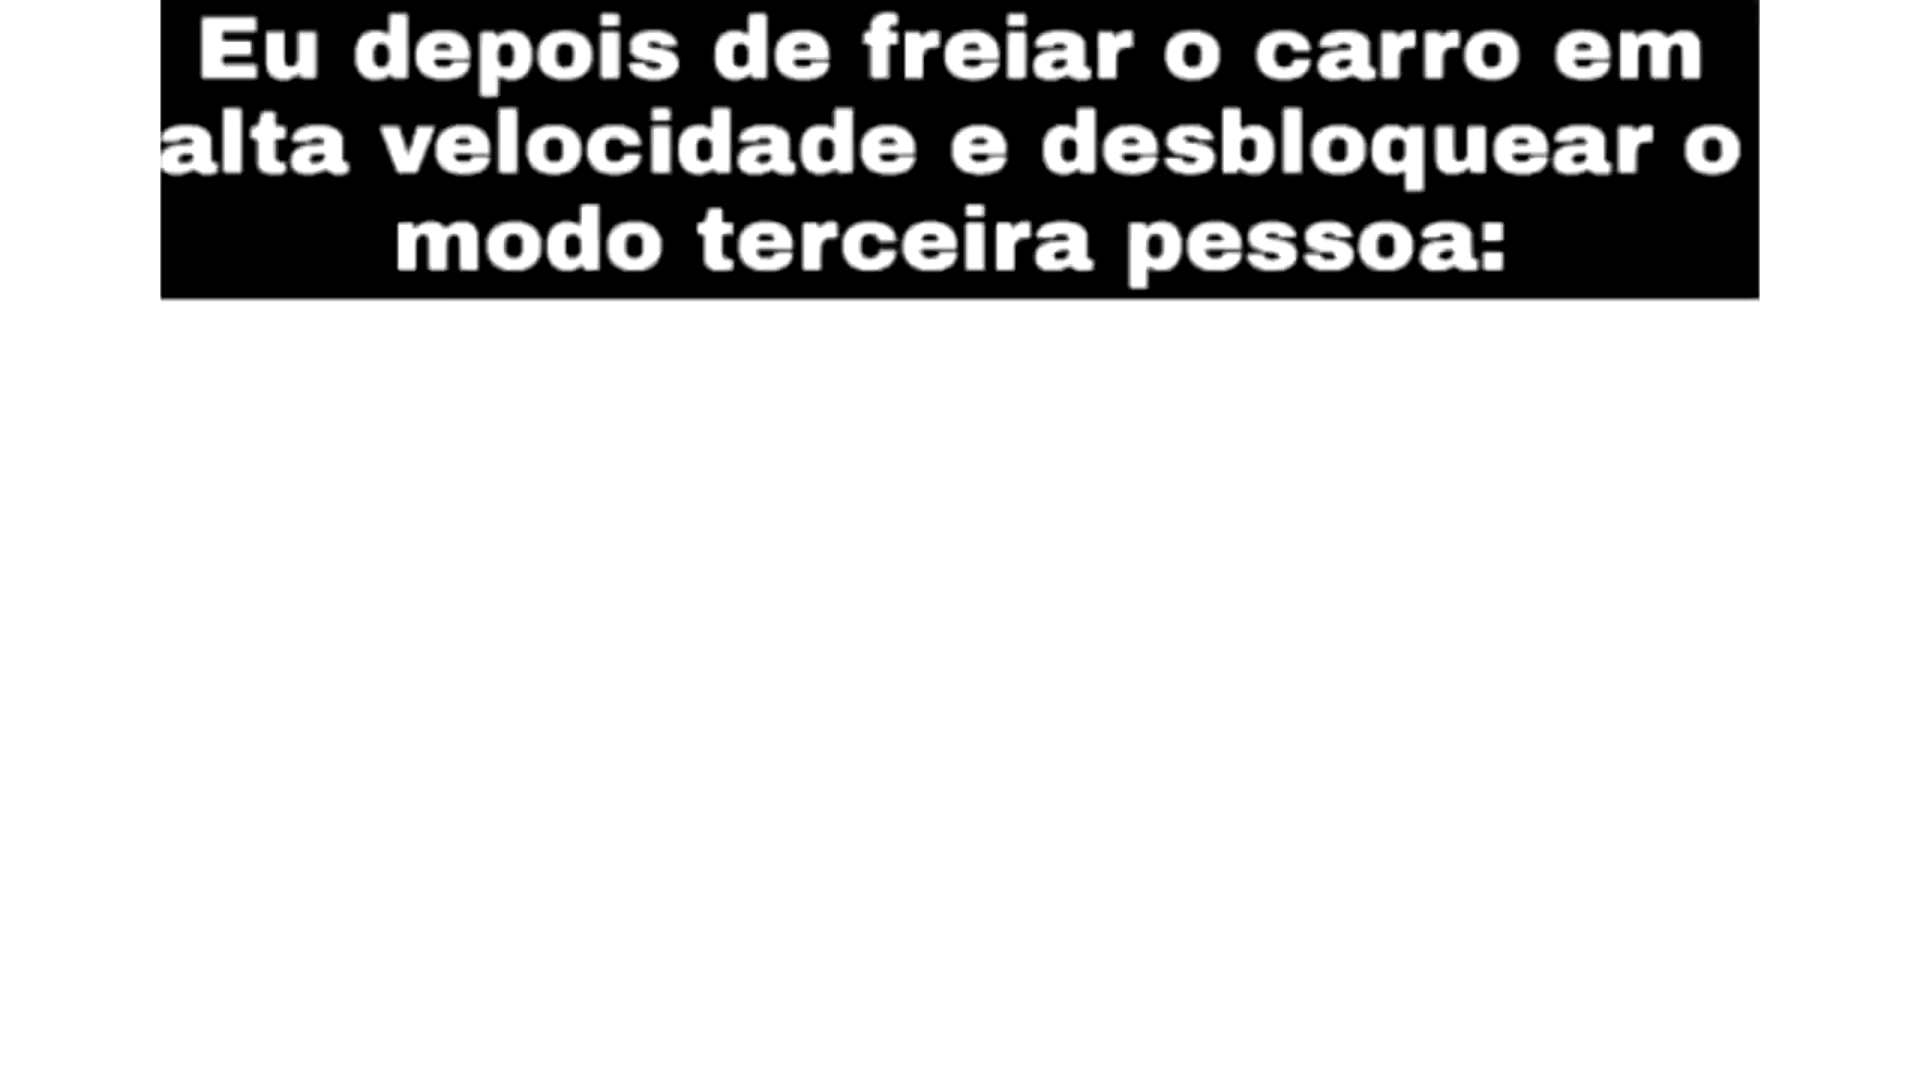 Eu depois de freiar o carro em
alta velocidade e desbloquear o
modo terceira pessoa: